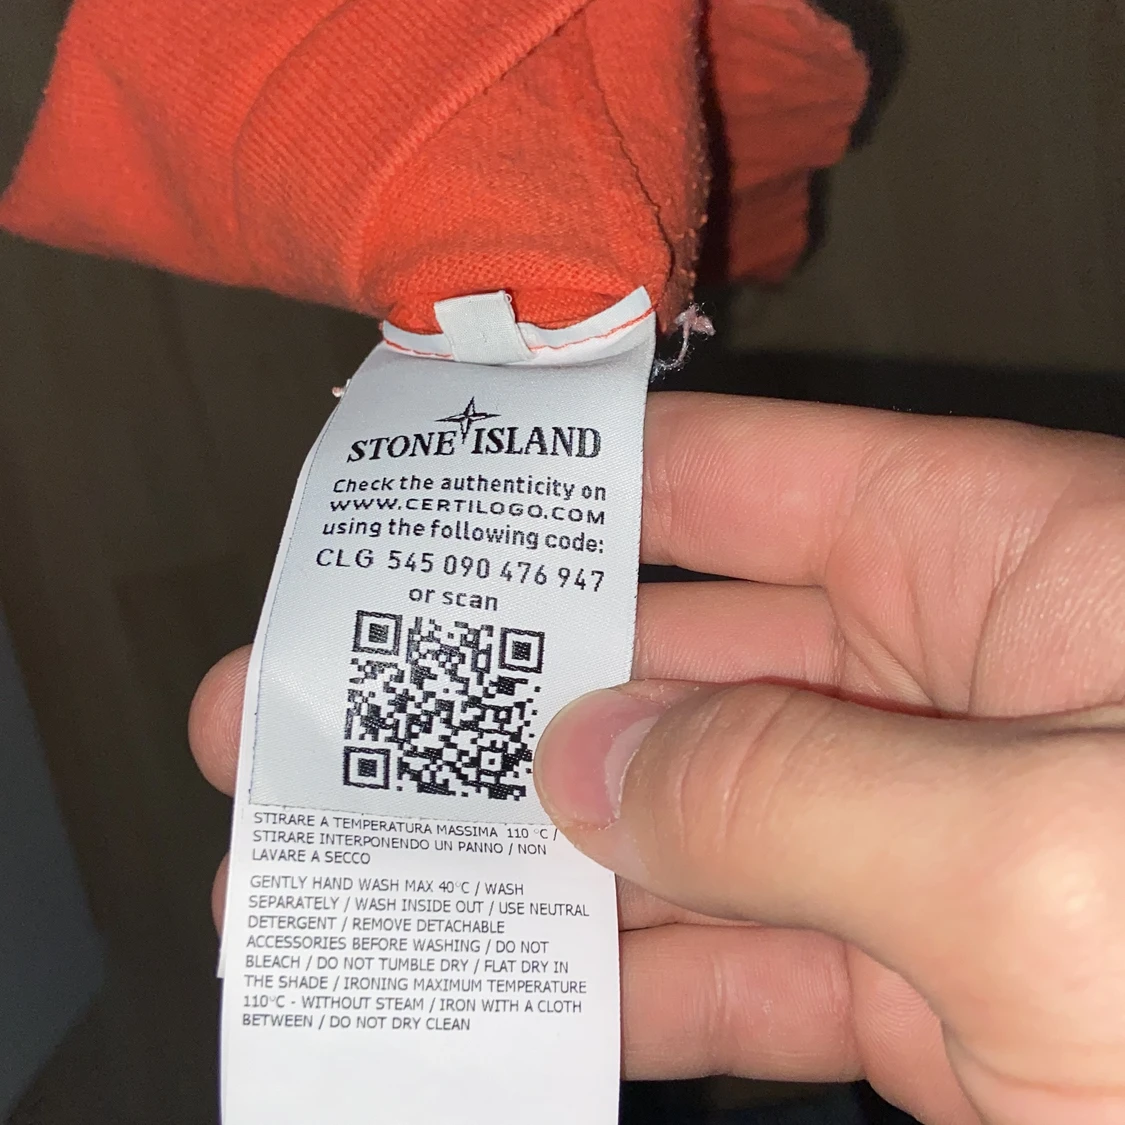 STONE ISLAND
Check the authenticity on
WWW.CERTILOGO.COM
using the following code:
CLG 545 090 476 947
or scan
STIRARE A TEMPERATURA MASSIMA 110 °C /
STIRARE INTERPONENDO UN PANNO / NON
LAVARE A SECCO
GENTLY HAND WASH MAX 40°C / WASH
SEPARATELY / WASH INSIDE OUT / USE NEUTRAL
DETERGENT / REMOVE DETACHABLE
ACCESSORIES BEFORE WASHING / DO NOT
BLEACH / DO NOT TUMBLE DRY / FLAT DRY IN
THE SHADE / IRONING MAXIMUM TEMPERATURE
110°C - WITHOUT STEAM / IRON WITH A CLOTH
BETWEEN / DO NOT DRY CLEAN